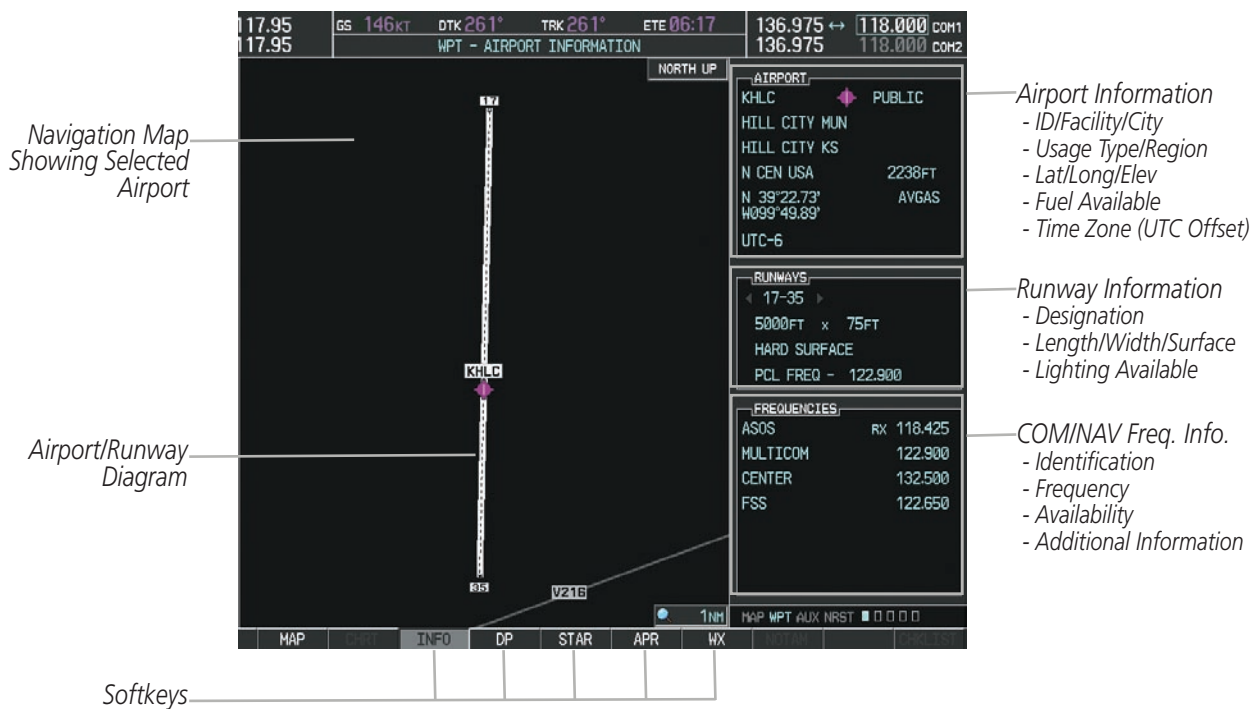 117.95 GS 146KT DTK 261° TRK 261° ETE 06:17 136.975 ↔ 118.000 COM1
117.95 WPT - AIRPORT INFORMATION 136.975 118.000 COM2
NORTH UP
17
KHLC
35
V216
1NM
AIRPORT
KHLC PUBLIC
HILL CITY MUN
HILL CITY KS
N CEN USA 2238FT
N 39°22.73' AVGAS
W099°49.89'
UTC-6
RUNWAYS
17-35
5000FT x 75FT
HARD SURFACE
PCL FREQ - 122.900
FREQUENCIES
ASOS RX 118.425
MULTICOM 122.900
CENTER 132.500
FSS 122.650
MAP WPT AUX NRST
MAP CHRT INFO DP STAR APR WX NOTAM CHKLIST
Navigation Map
Showing Selected
Airport
Airport/Runway
Diagram
Softkeys
Airport Information
- ID/Facility/City
- Usage Type/Region
- Lat/Long/Elev
- Fuel Available
- Time Zone (UTC Offset)
Runway Information
- Designation
- Length/Width/Surface
- Lighting Available
COM/NAV Freq. Info.
- Identification
- Frequency
- Availability
- Additional Information